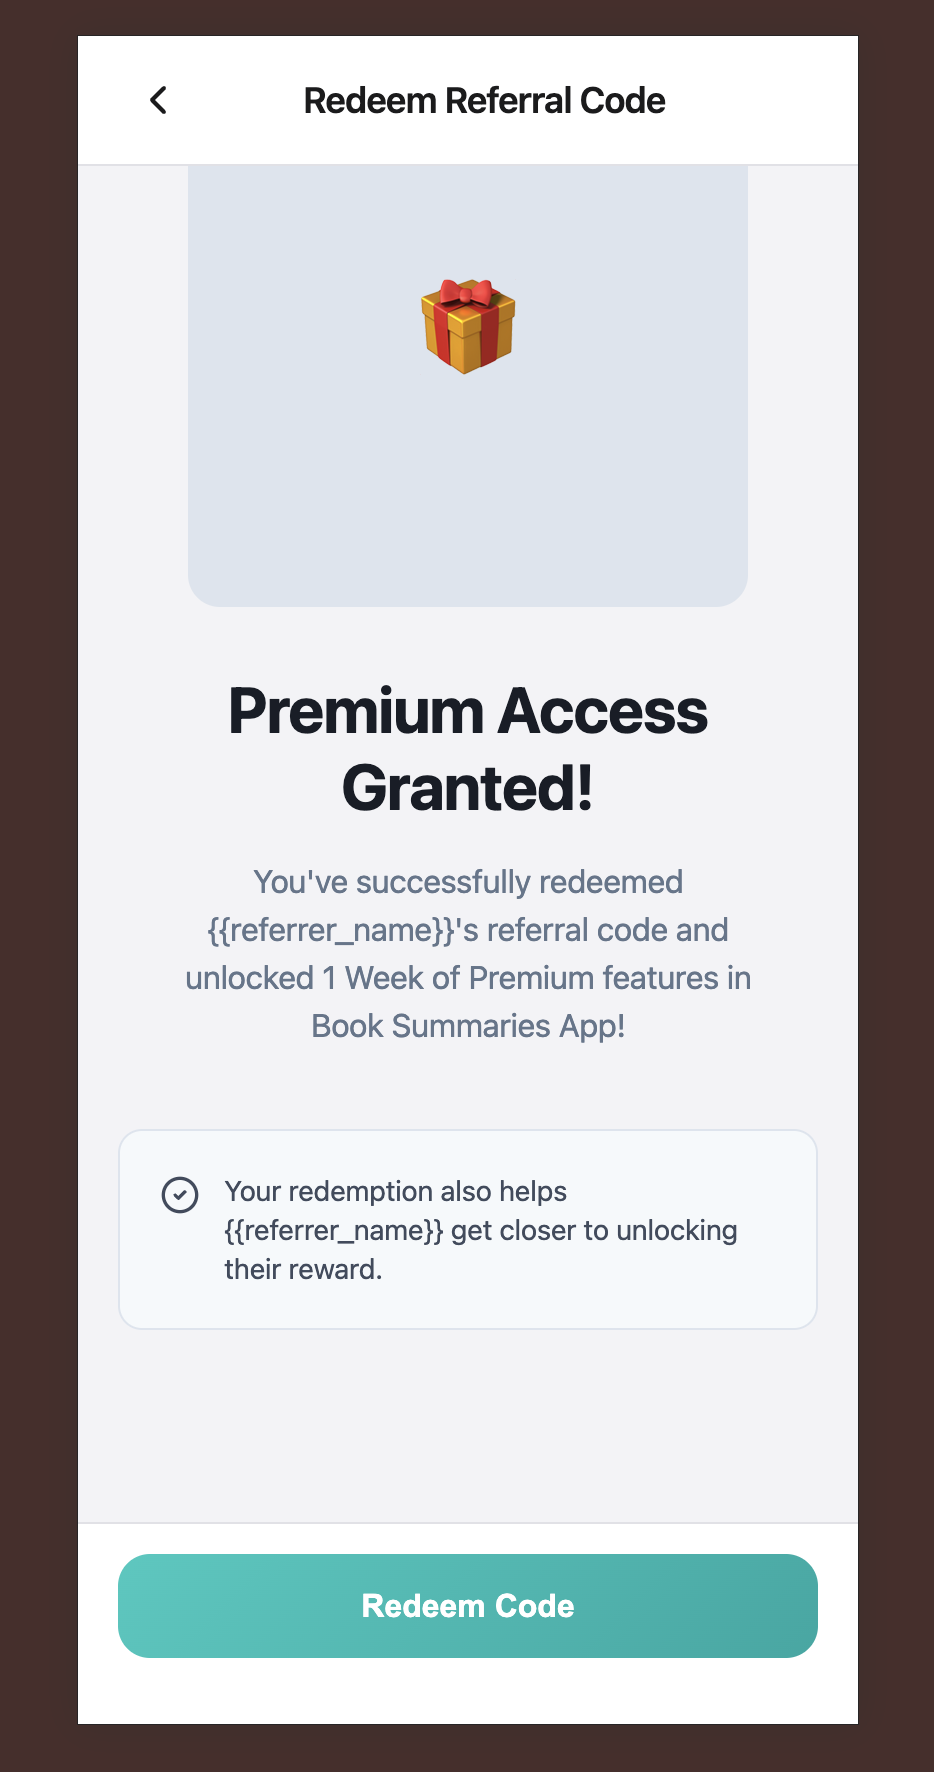 Redeem Referral Code
Premium Access
Granted!
You've successfully redeemed
{{referrer_name}}'s referral code and
unlocked 1 Week of Premium features in
Book Summaries App!
Your redemption also helps
{{referrer_name}} get closer to unlocking
their reward.
Redeem Code